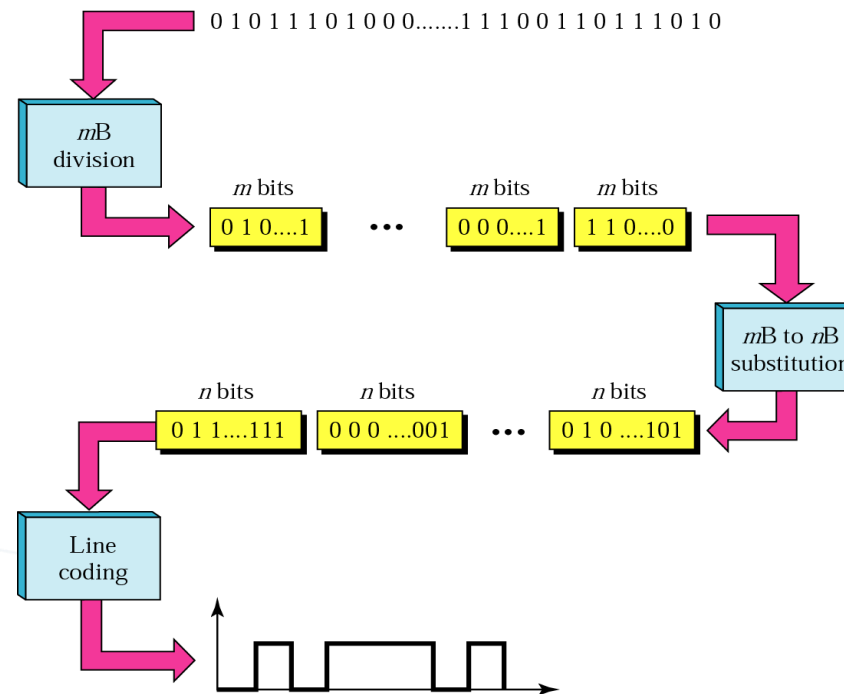 0 1 0 1 1 1 0 1 0 0 0.......1 1 1 0 0 1 1 0 1 1 1 0 1 0
mB
division
m bits m bits m bits
0 1 0....1 ... 0 0 0....1 1 1 0....0
mB to nB
substitution
n bits n bits n bits
0 1 1....111 0 0 0 ....001 ... 0 1 0 ....101
Line
coding